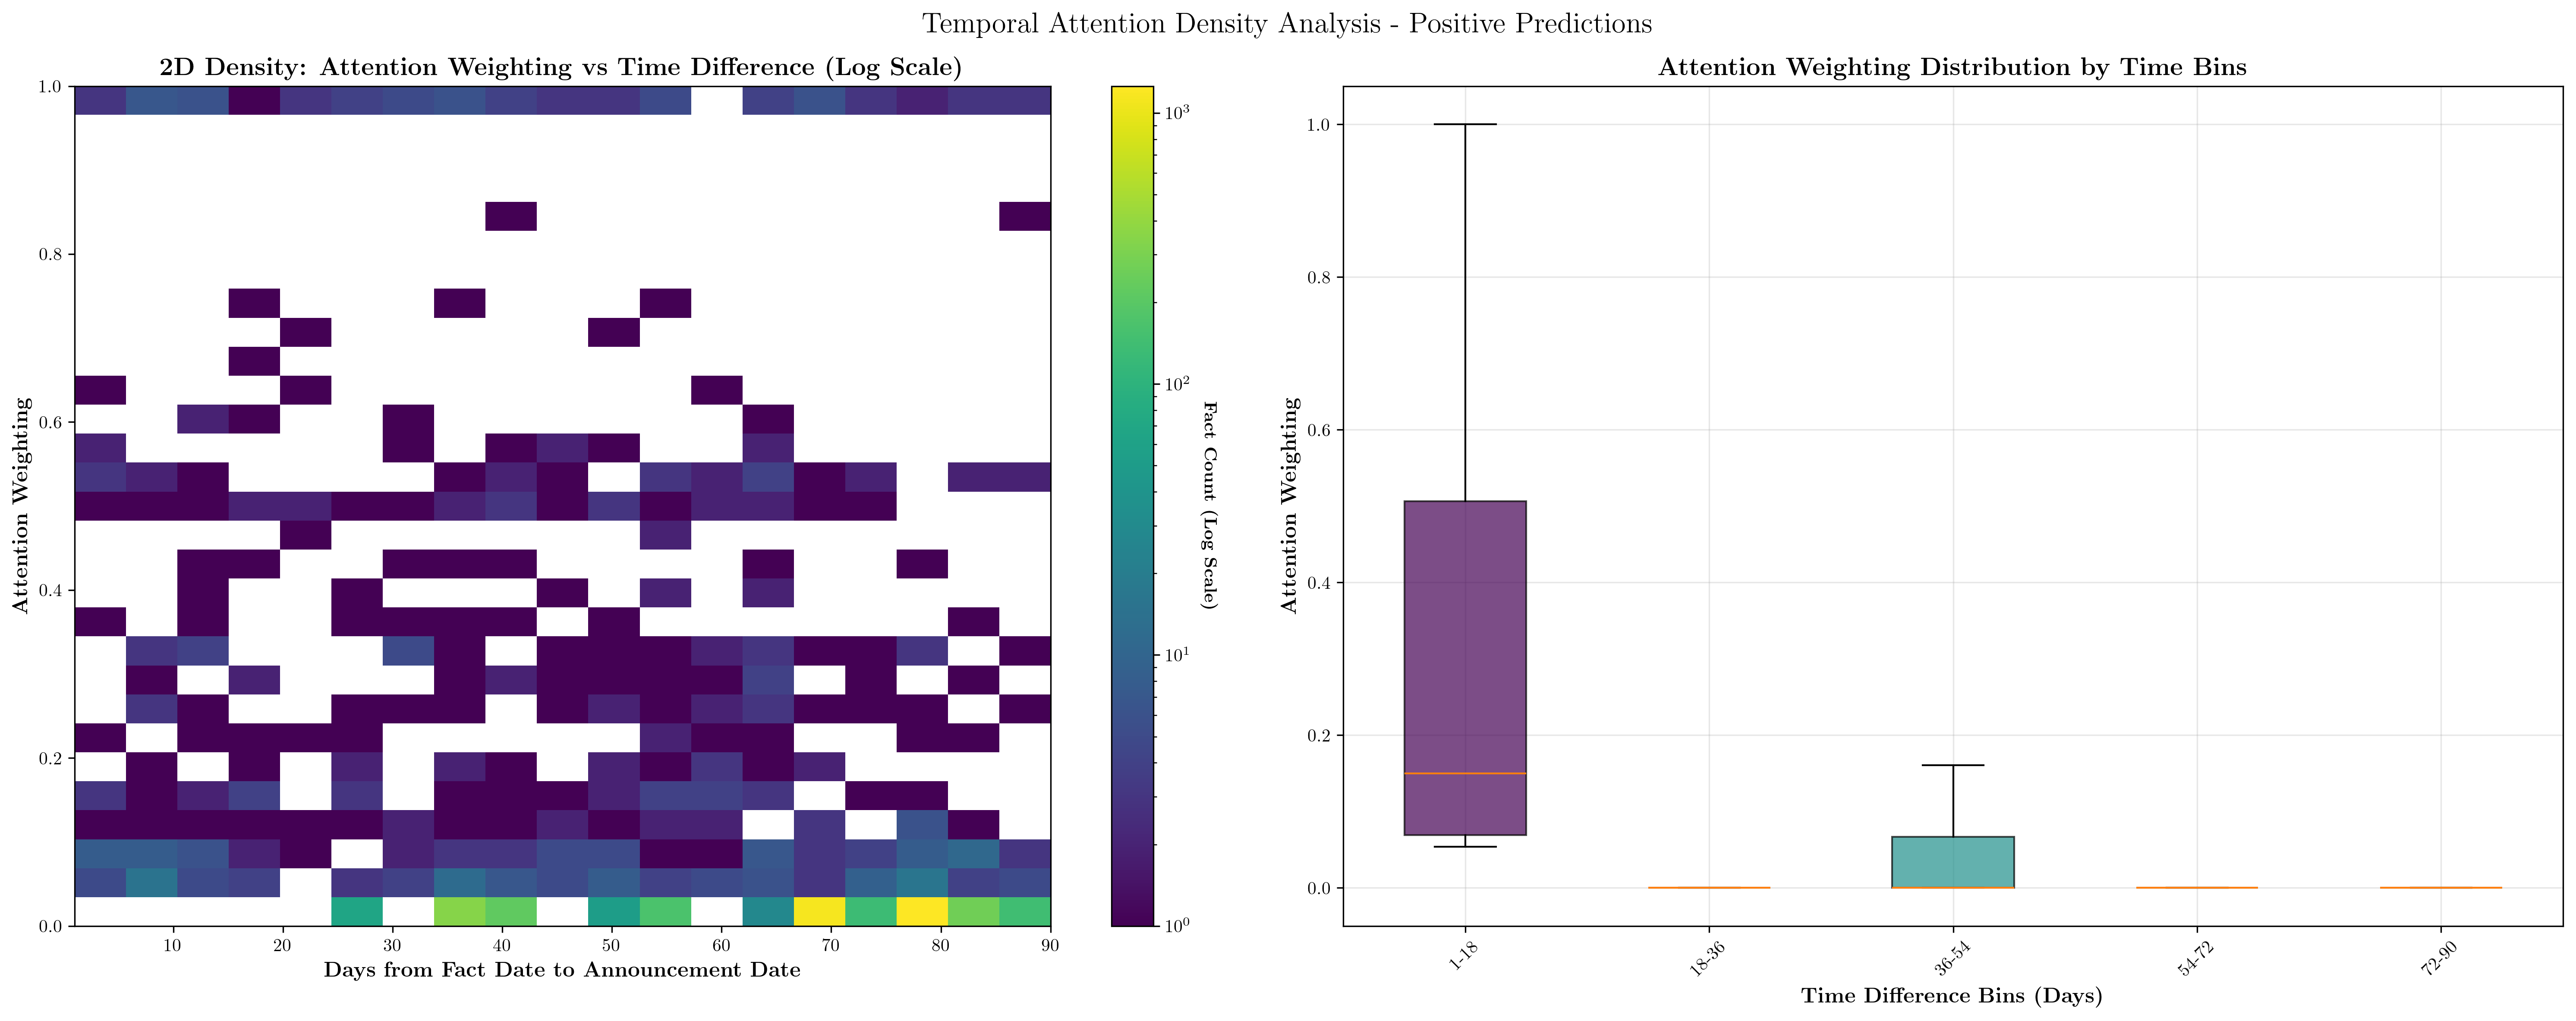 Temporal Attention Density Analysis - Positive Predictions
2D Density: Attention Weighting vs Time Difference (Log Scale)
Attention Weighting
1.0
0.8
0.6
0.4
0.2
0.0
10 20 30 40 50 60 70 80 90
Days from Fact Date to Announcement Date
10³
10²
10¹
10⁰
Fact Count (Log Scale)
Attention Weighting Distribution by Time Bins
Attention Weighting
1.0
0.8
0.6
0.4
0.2
0.0
1-18 18-36 36-54 54-72 72-90
Time Difference Bins (Days)